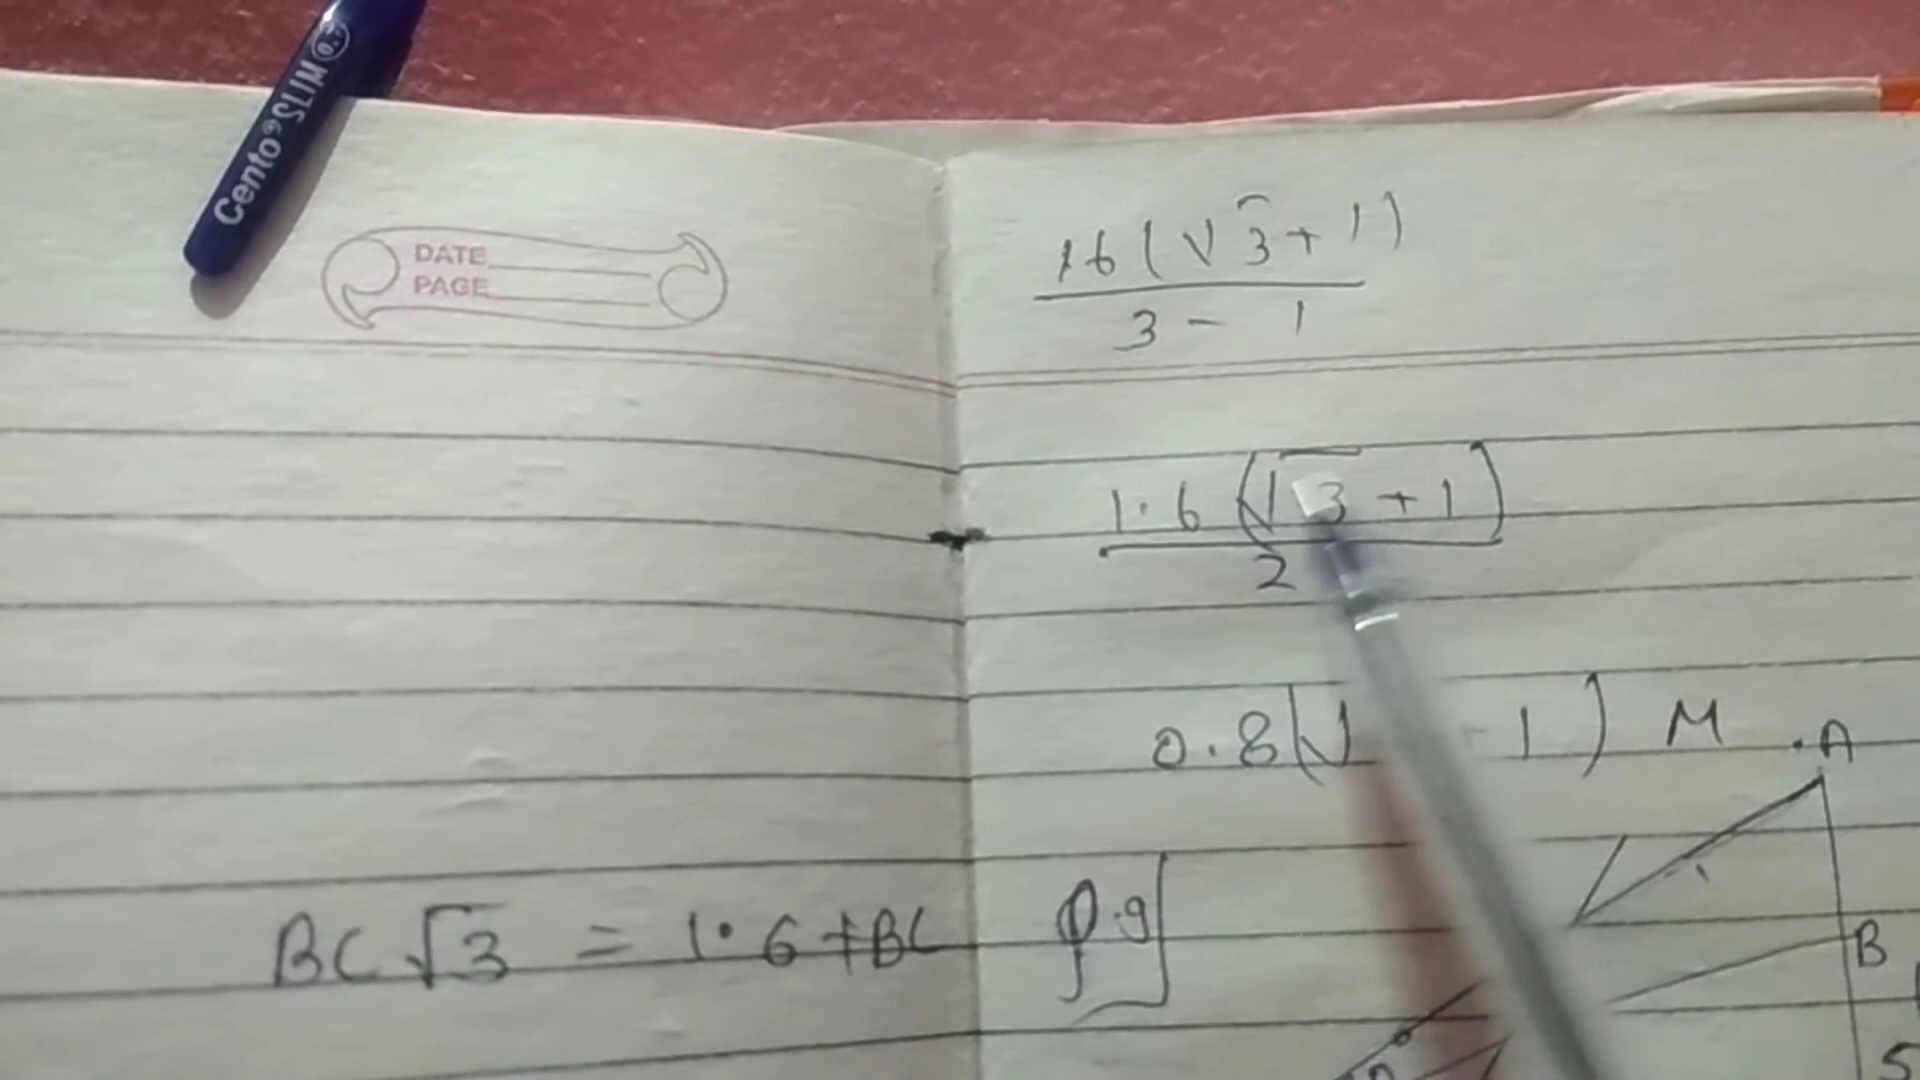 Cento SLIM 0.7
DATE
PAGE
BC√3 = 1.6+BC
16(√3+1)
3 - 1
1.6(√3+1)
2
0.8(√ 1) M
.A
B